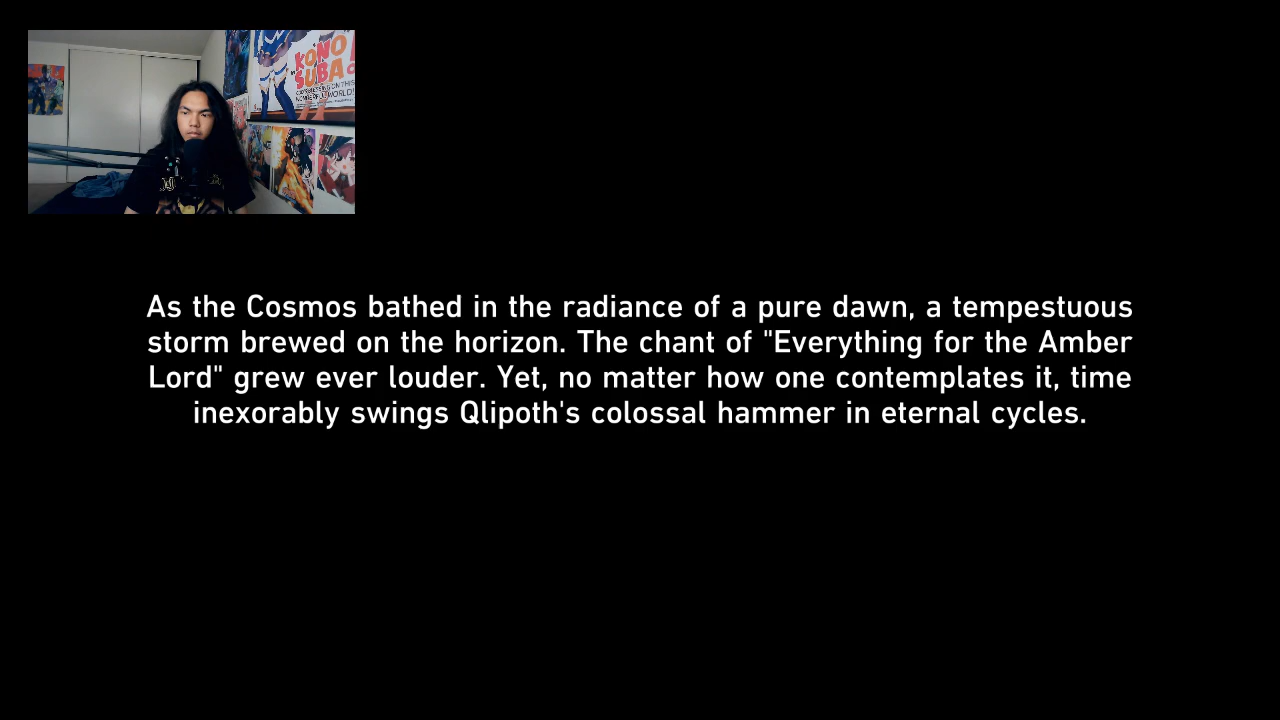 KONO
SUBA
As the Cosmos bathed in the radiance of a pure dawn, a tempestuous
storm brewed on the horizon. The chant of "Everything for the Amber
Lord" grew ever louder. Yet, no matter how one contemplates it, time
inexorably swings Qlipoth's colossal hammer in eternal cycles.